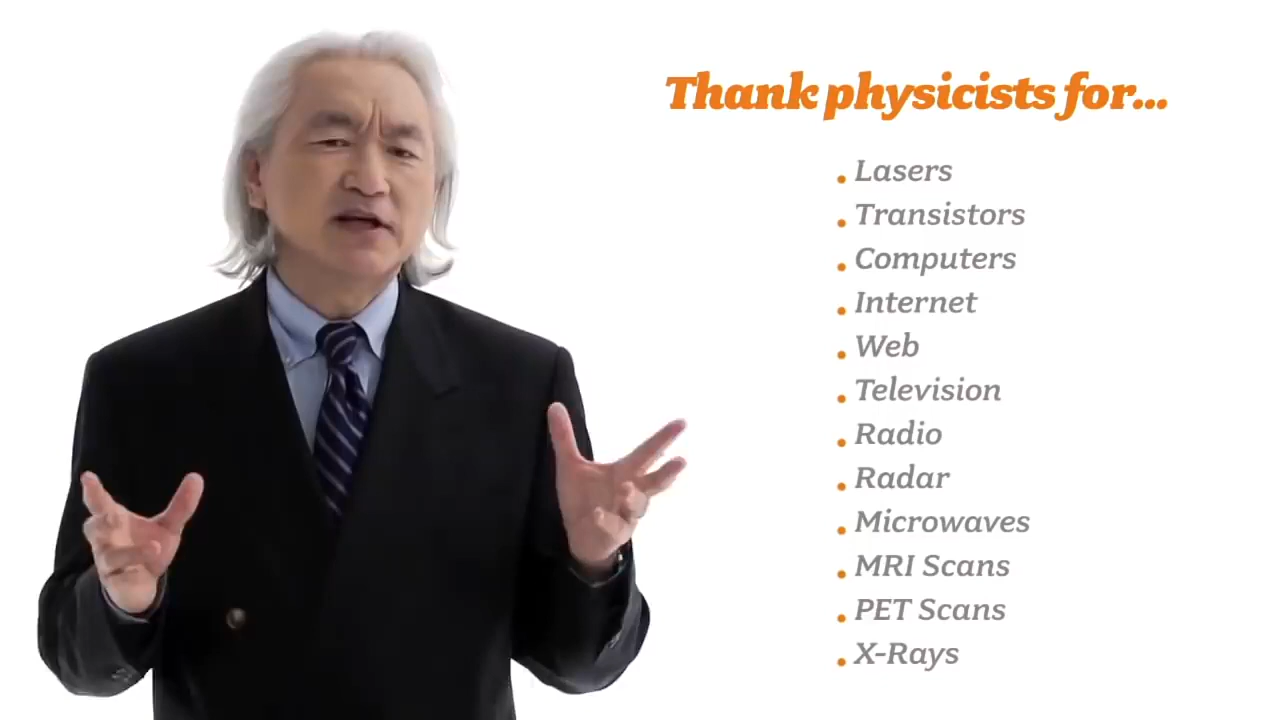 Thank physicists for...
Lasers
Transistors
Computers
Internet
Web
Television
Radio
Radar
Microwaves
MRI Scans
PET Scans
X-Rays